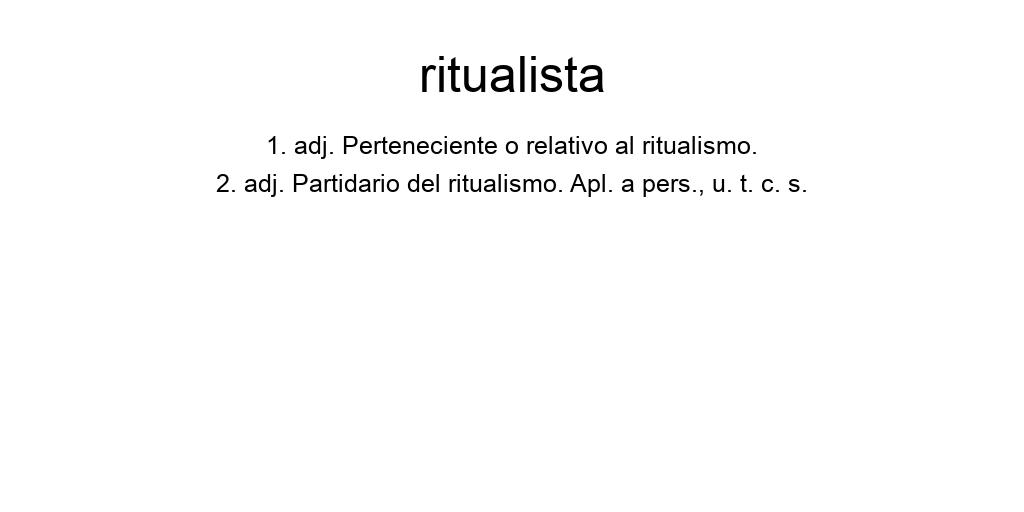 ritualista
1. adj. Perteneciente o relativo al ritualismo.
2. adj. Partidario del ritualismo. Apl. a pers., u. t. c. s.